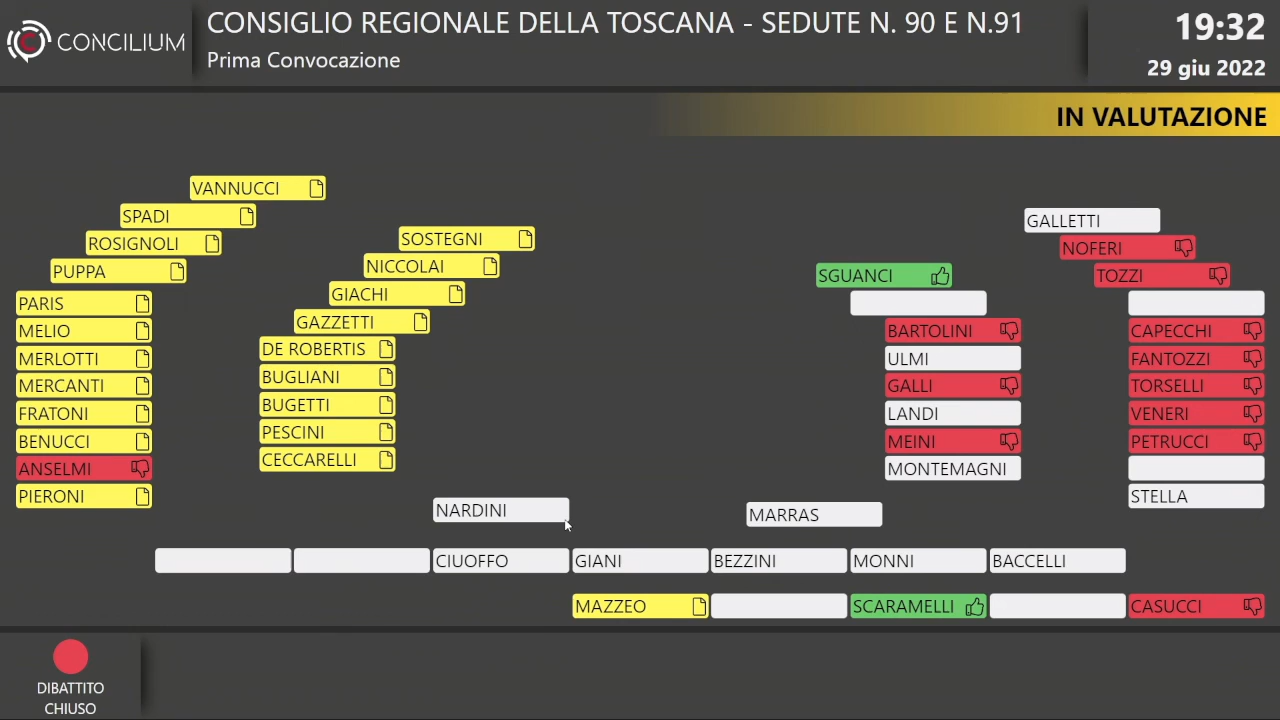 CONCILIUM
CONSIGLIO REGIONALE DELLA TOSCANA - SEDUTE N. 90 E N.91
Prima Convocazione
19:32
29 giu 2022
IN VALUTAZIONE
VANNUCCI
SPADI
ROSIGNOLI
PUPPA
PARIS
MELIO
MERLOTTI
MERCANTI
FRATONI
BENUCCI
ANSELMI
PIERONI
SOSTEGNI
NICCOLAI
GIACHI
GAZZETTI
DE ROBERTIS
BUGLIANI
BUGETTI
PESCINI
CECCARELLI
SGUANCI
BARTOLINI
ULMI
GALLI
LANDI
MEINI
MONTEMAGNI
GALLETTI
NOFERI
TOZZI
CAPECCHI
FANTOZZI
TORSELLI
VENERI
PETRUCCI
STELLA
NARDINI
MARRAS
CIUOFFO
GIANI
BEZZINI
MONNI
BACCELLI
MAZZEO
SCARAMELLI
CASUCCI
DIBATTITO
CHIUSO